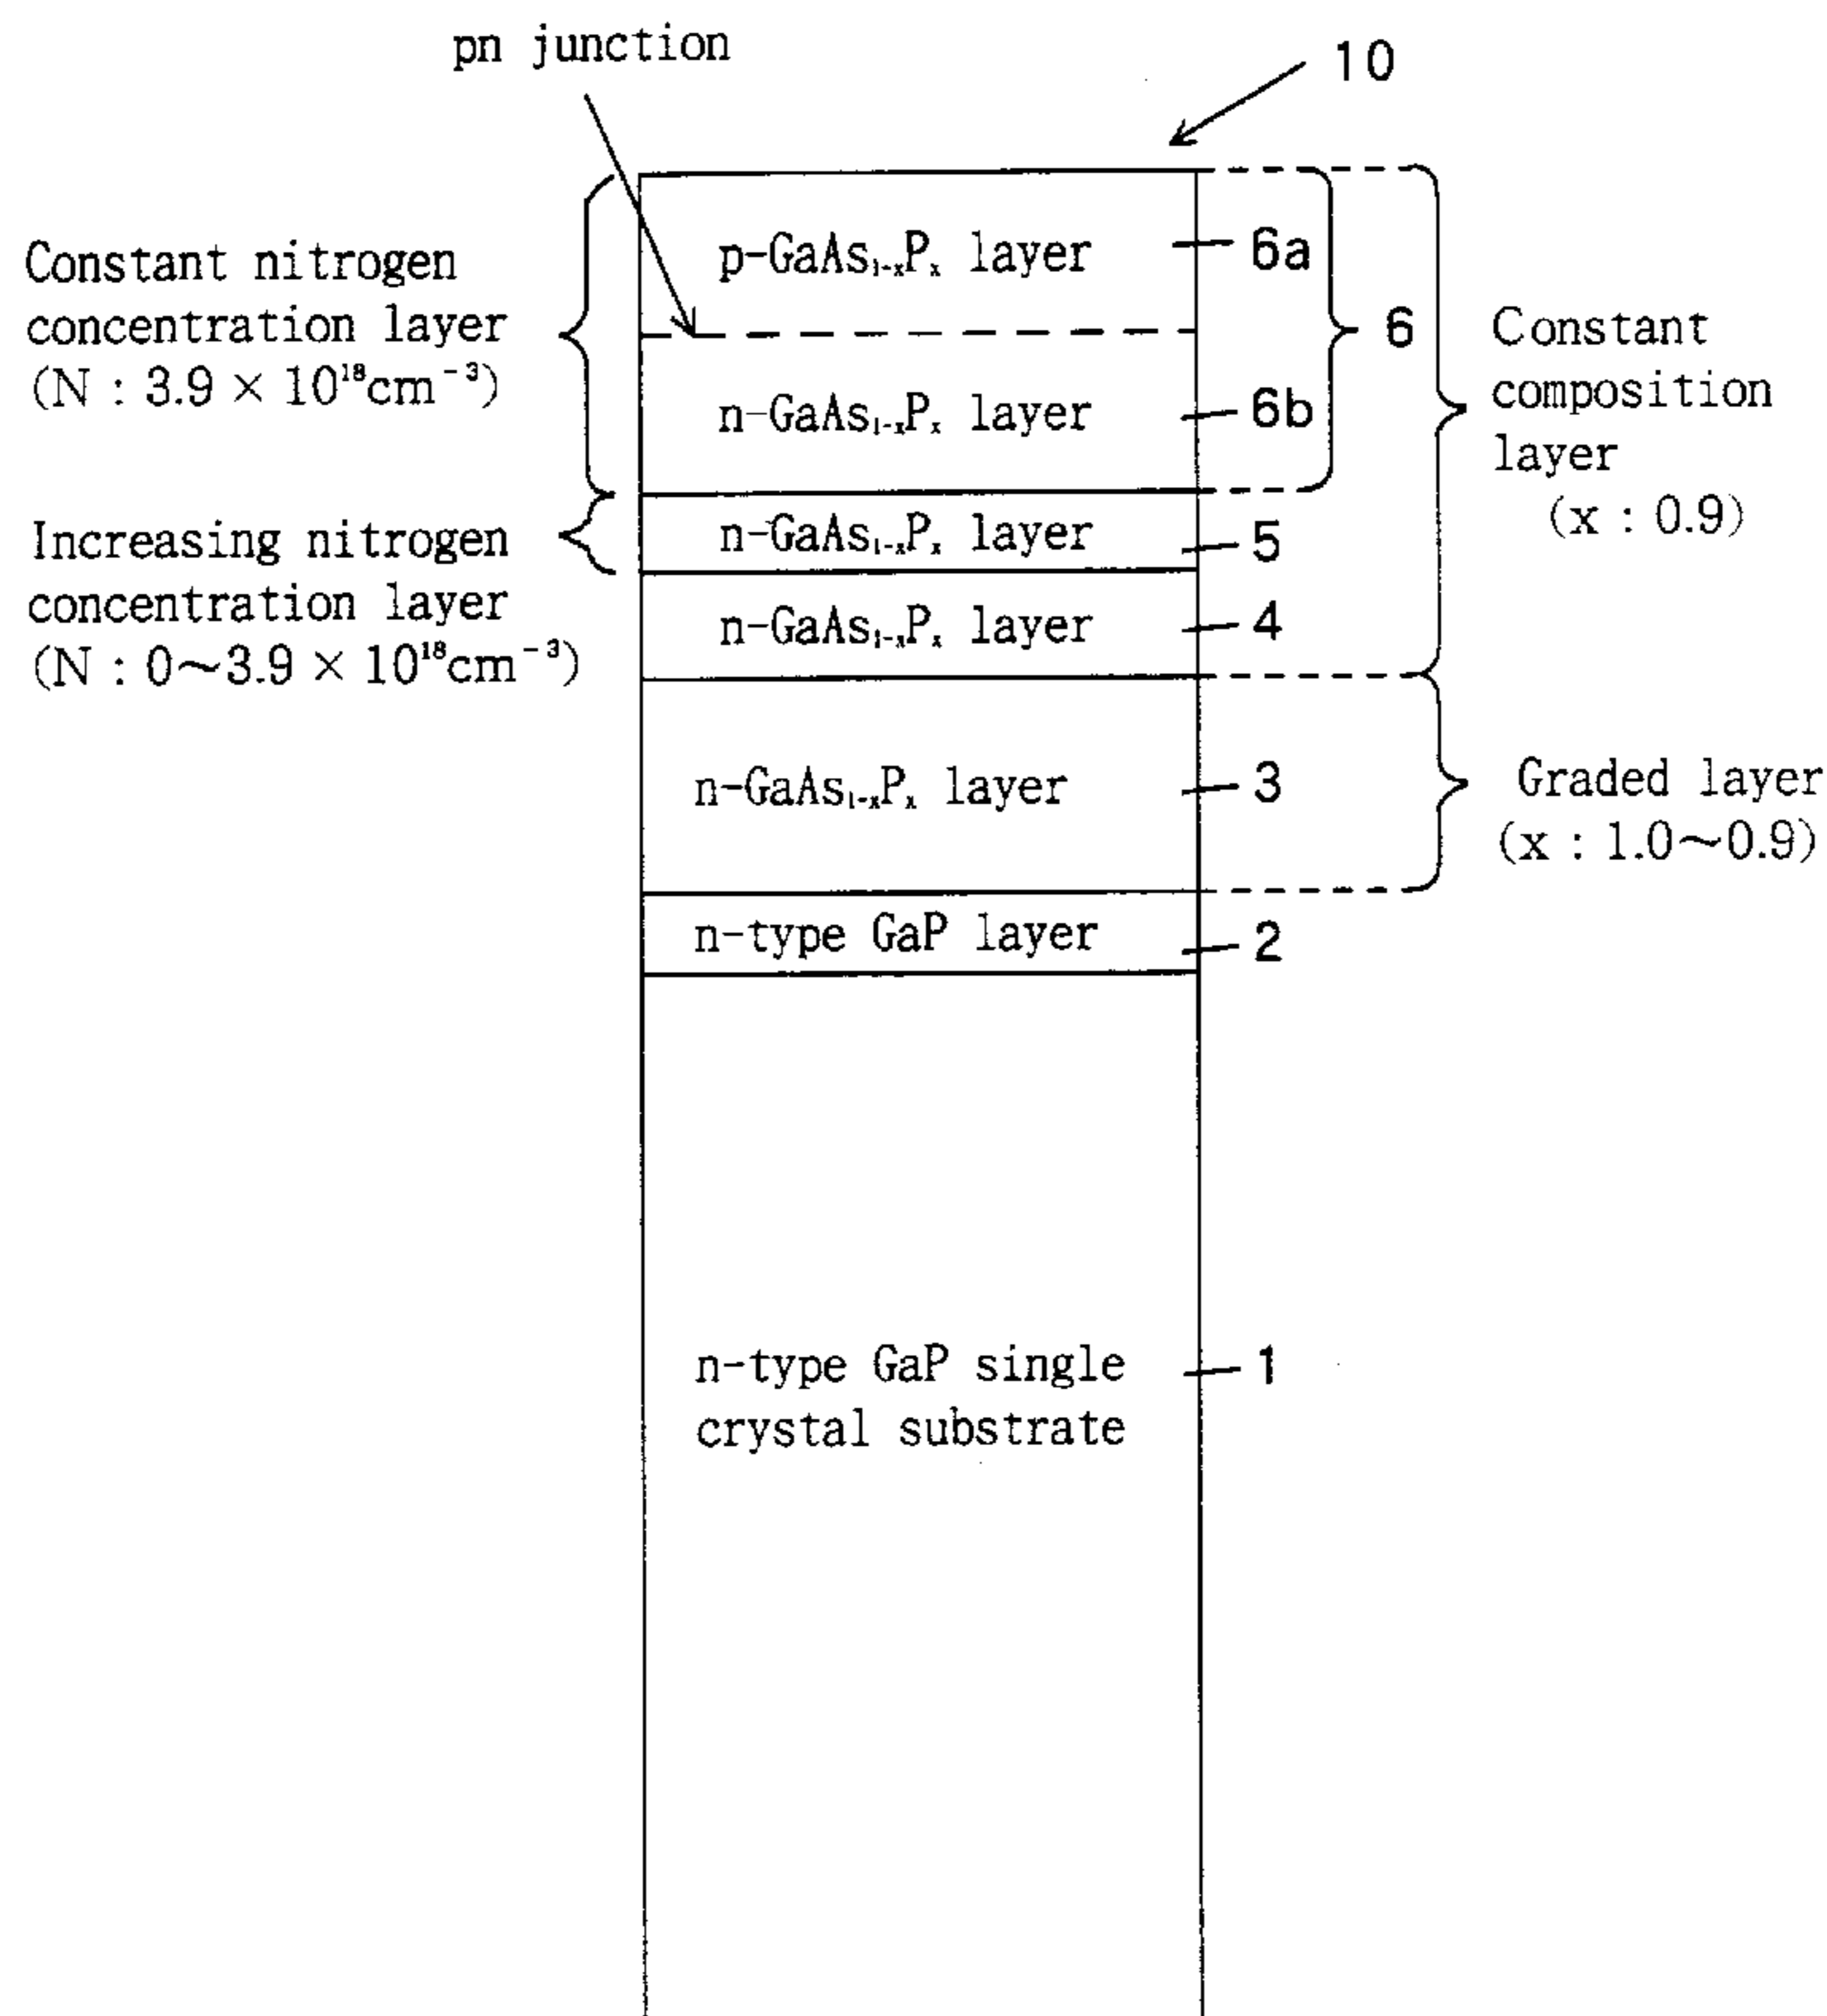 pn junction
10
p-GaAs₁₋ₓPₓ layer
6a
Constant nitrogen
concentration layer
(N : 3.9 × 10¹⁸cm⁻³)
n-GaAs₁₋ₓPₓ layer
6b
6
Constant
composition
layer
(x : 0.9)
Increasing nitrogen
concentration layer
(N : 0~3.9 × 10¹⁸cm⁻³)
n-GaAs₁₋ₓPₓ layer
5
n-GaAs₁₋ₓPₓ layer
4
n-GaAs₁₋ₓPₓ layer
3
Graded layer
(x : 1.0~0.9)
n-type GaP layer
2
n-type GaP single
crystal substrate
1